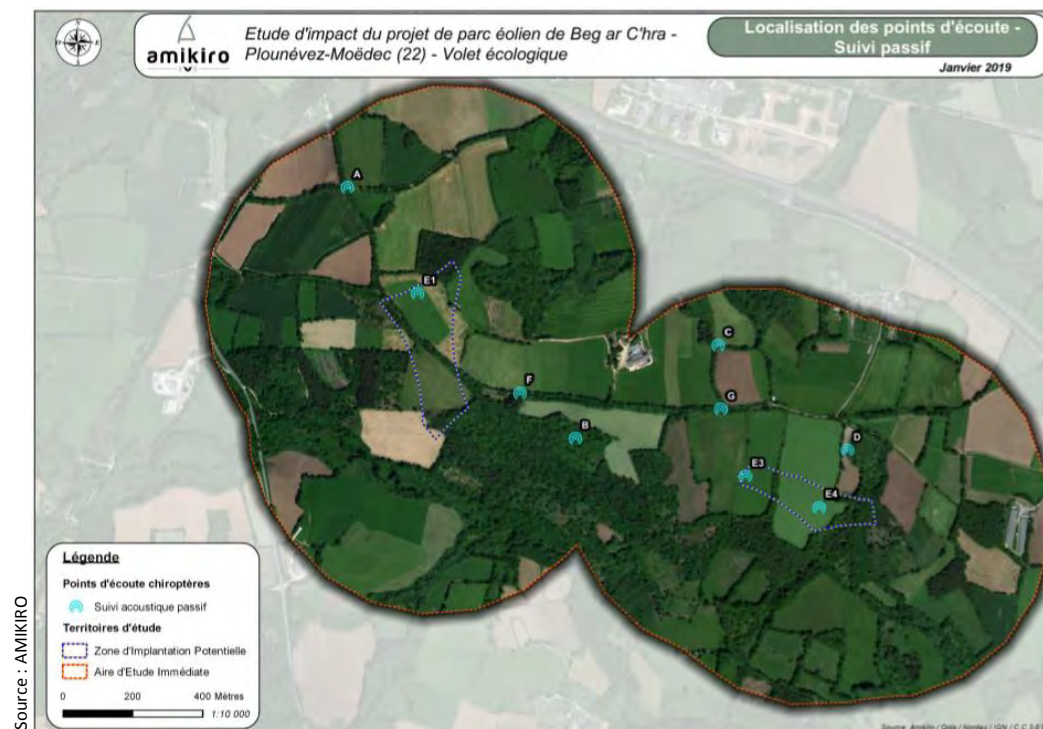 amikiro
Etude d'impact du projet de parc éolien de Beg ar C'hra -
Plounévez-Moëdec (22) - Volet écologique
Localisation des points d'écoute -
Suivi passif
Janvier 2019
A
E1
C
F
G
B
D
E3
E4
Légende
Points d'écoute chiroptères
Suivi acoustique passif
Territoires d'étude
Zone d'Implantation Potentielle
Aire d'Etude Immédiate
0 200 400 Mètres
1:10 000
Source : AMIKIRO